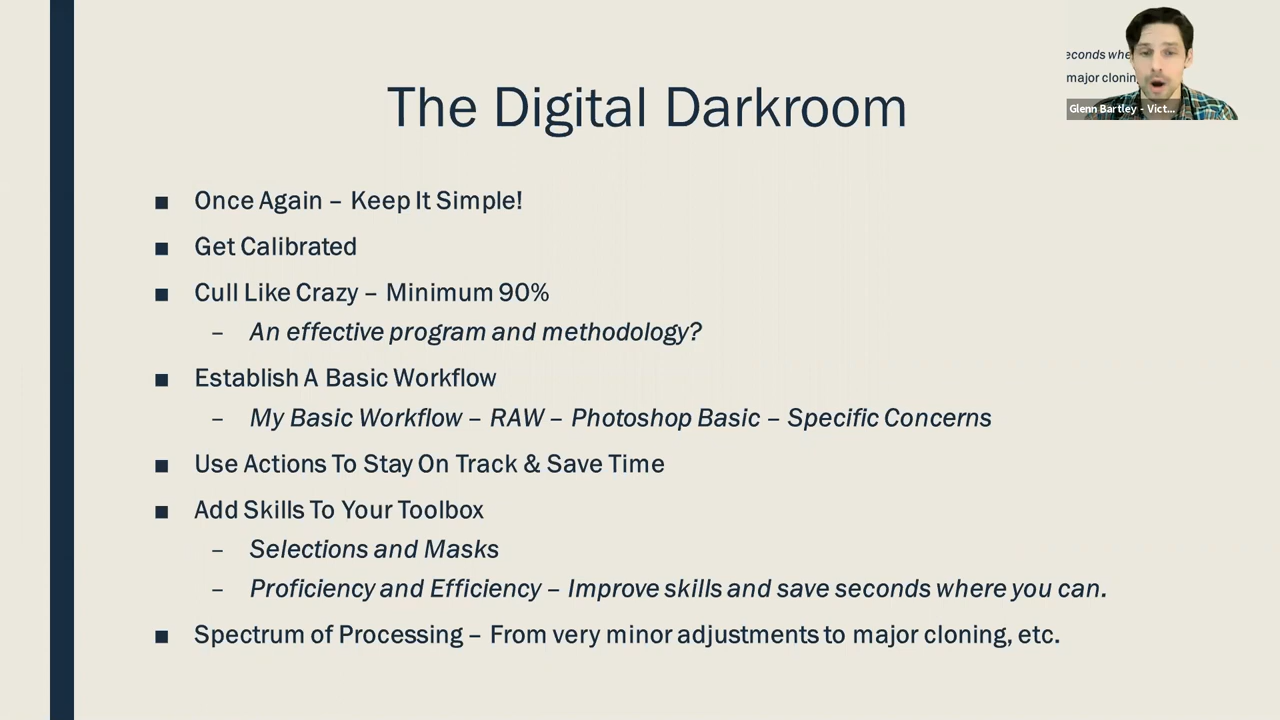 The Digital Darkroom
econds whe
major clonin
Glenn Bartley - Vict...
■ Once Again – Keep It Simple!
■ Get Calibrated
■ Cull Like Crazy – Minimum 90%
– An effective program and methodology?
■ Establish A Basic Workflow
– My Basic Workflow – RAW – Photoshop Basic – Specific Concerns
■ Use Actions To Stay On Track & Save Time
■ Add Skills To Your Toolbox
– Selections and Masks
– Proficiency and Efficiency – Improve skills and save seconds where you can.
■ Spectrum of Processing – From very minor adjustments to major cloning, etc.